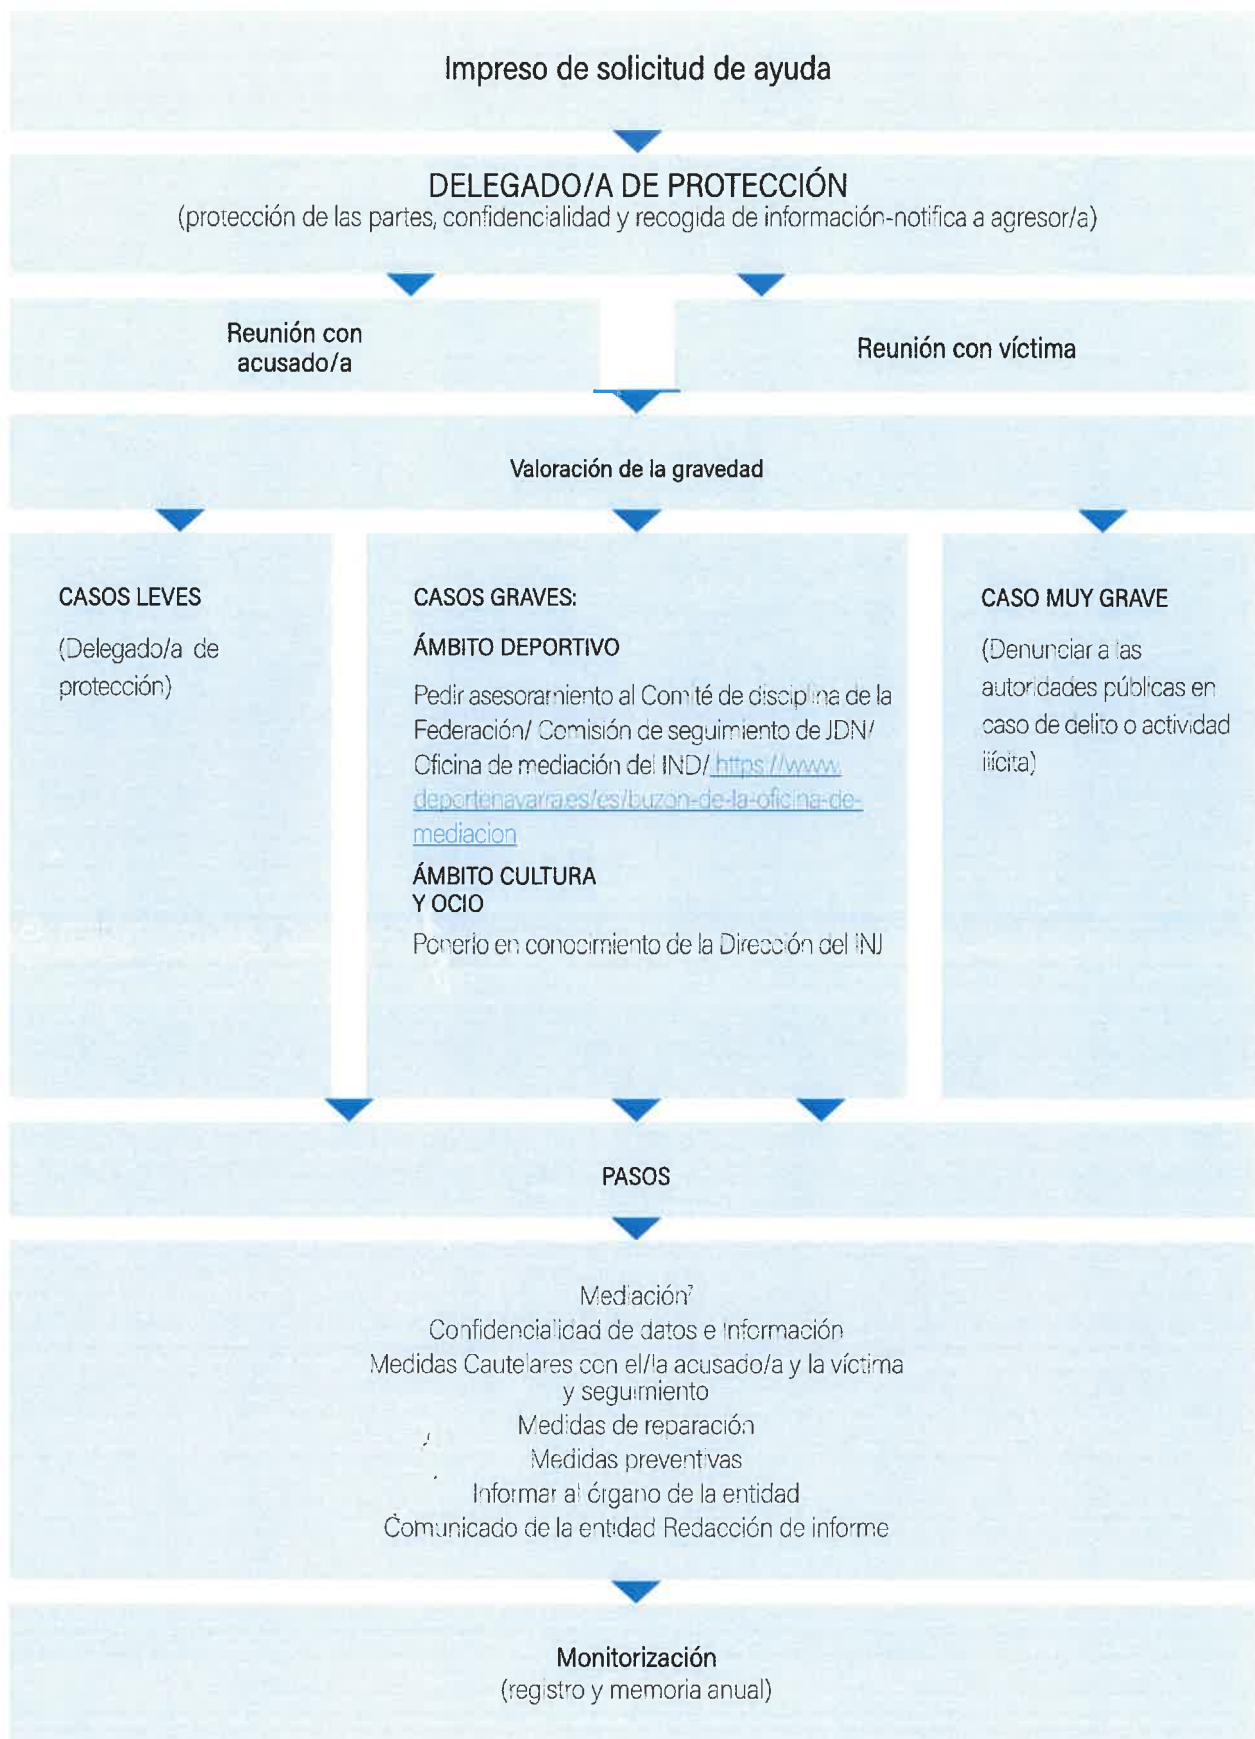 Impreso de solicitud de ayuda
DELEGADO/A DE PROTECCIÓN
(protección de las partes, confidencialidad y recogida de información-notifica a agresor/a)
Reunión con
acusado/a
Reunión con víctima
Valoración de la gravedad
CASOS LEVES
(Delegado/a de
protección)
CASOS GRAVES:
ÁMBITO DEPORTIVO
Pedir asesoramiento al Comité de disciplina de la
Federación/ Comisión de seguimiento de JDN/
Oficina de mediación del IND/ https://www.
deportenavarra.es/es/buzon-de-la-oficina-de-
mediacion
ÁMBITO CULTURA
Y OCIO
Ponerlo en conocimiento de la Dirección del INJ
CASO MUY GRAVE
(Denunciar a las
autoridades públicas en
caso de delito o actividad
ilícita)
PASOS
Mediación⁷
Confidencialidad de datos e Información
Medidas Cautelares con el/la acusado/a y la víctima
y seguimiento
Medidas de reparación
Medidas preventivas
Informar al órgano de la entidad
Comunicado de la entidad Redacción de informe
Monitorización
(registro y memoria anual)